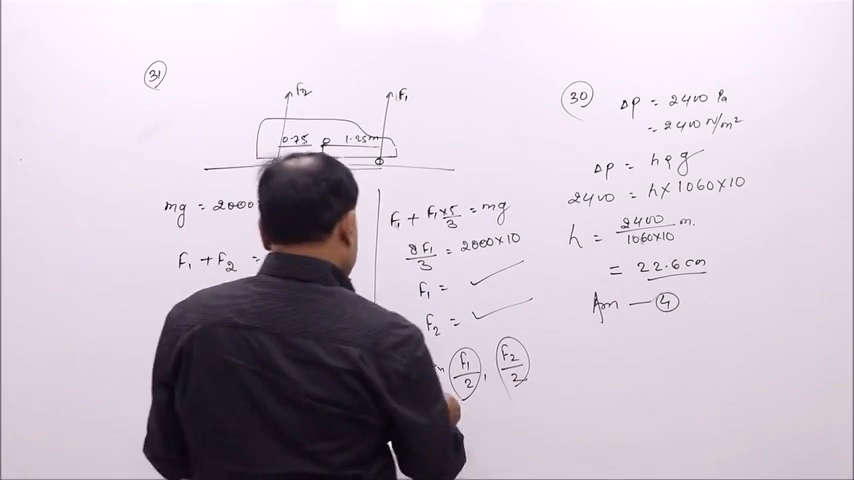 31
F₂
F₁
0.75 1.25m
mg = 2000
F₁ + F₂ =
F₁ + F₁×5/3 = mg
8F₁/3 = 2000×10
F₁ = ✓
F₂ = ✓
F₁/2, F₂/2
30
ΔP = 2400 Pa
= 2400 N/m²
ΔP = hρg
2400 = h×1060×10
h = 2400/1060×10 m.
= 22.6 cm
Ans — 4